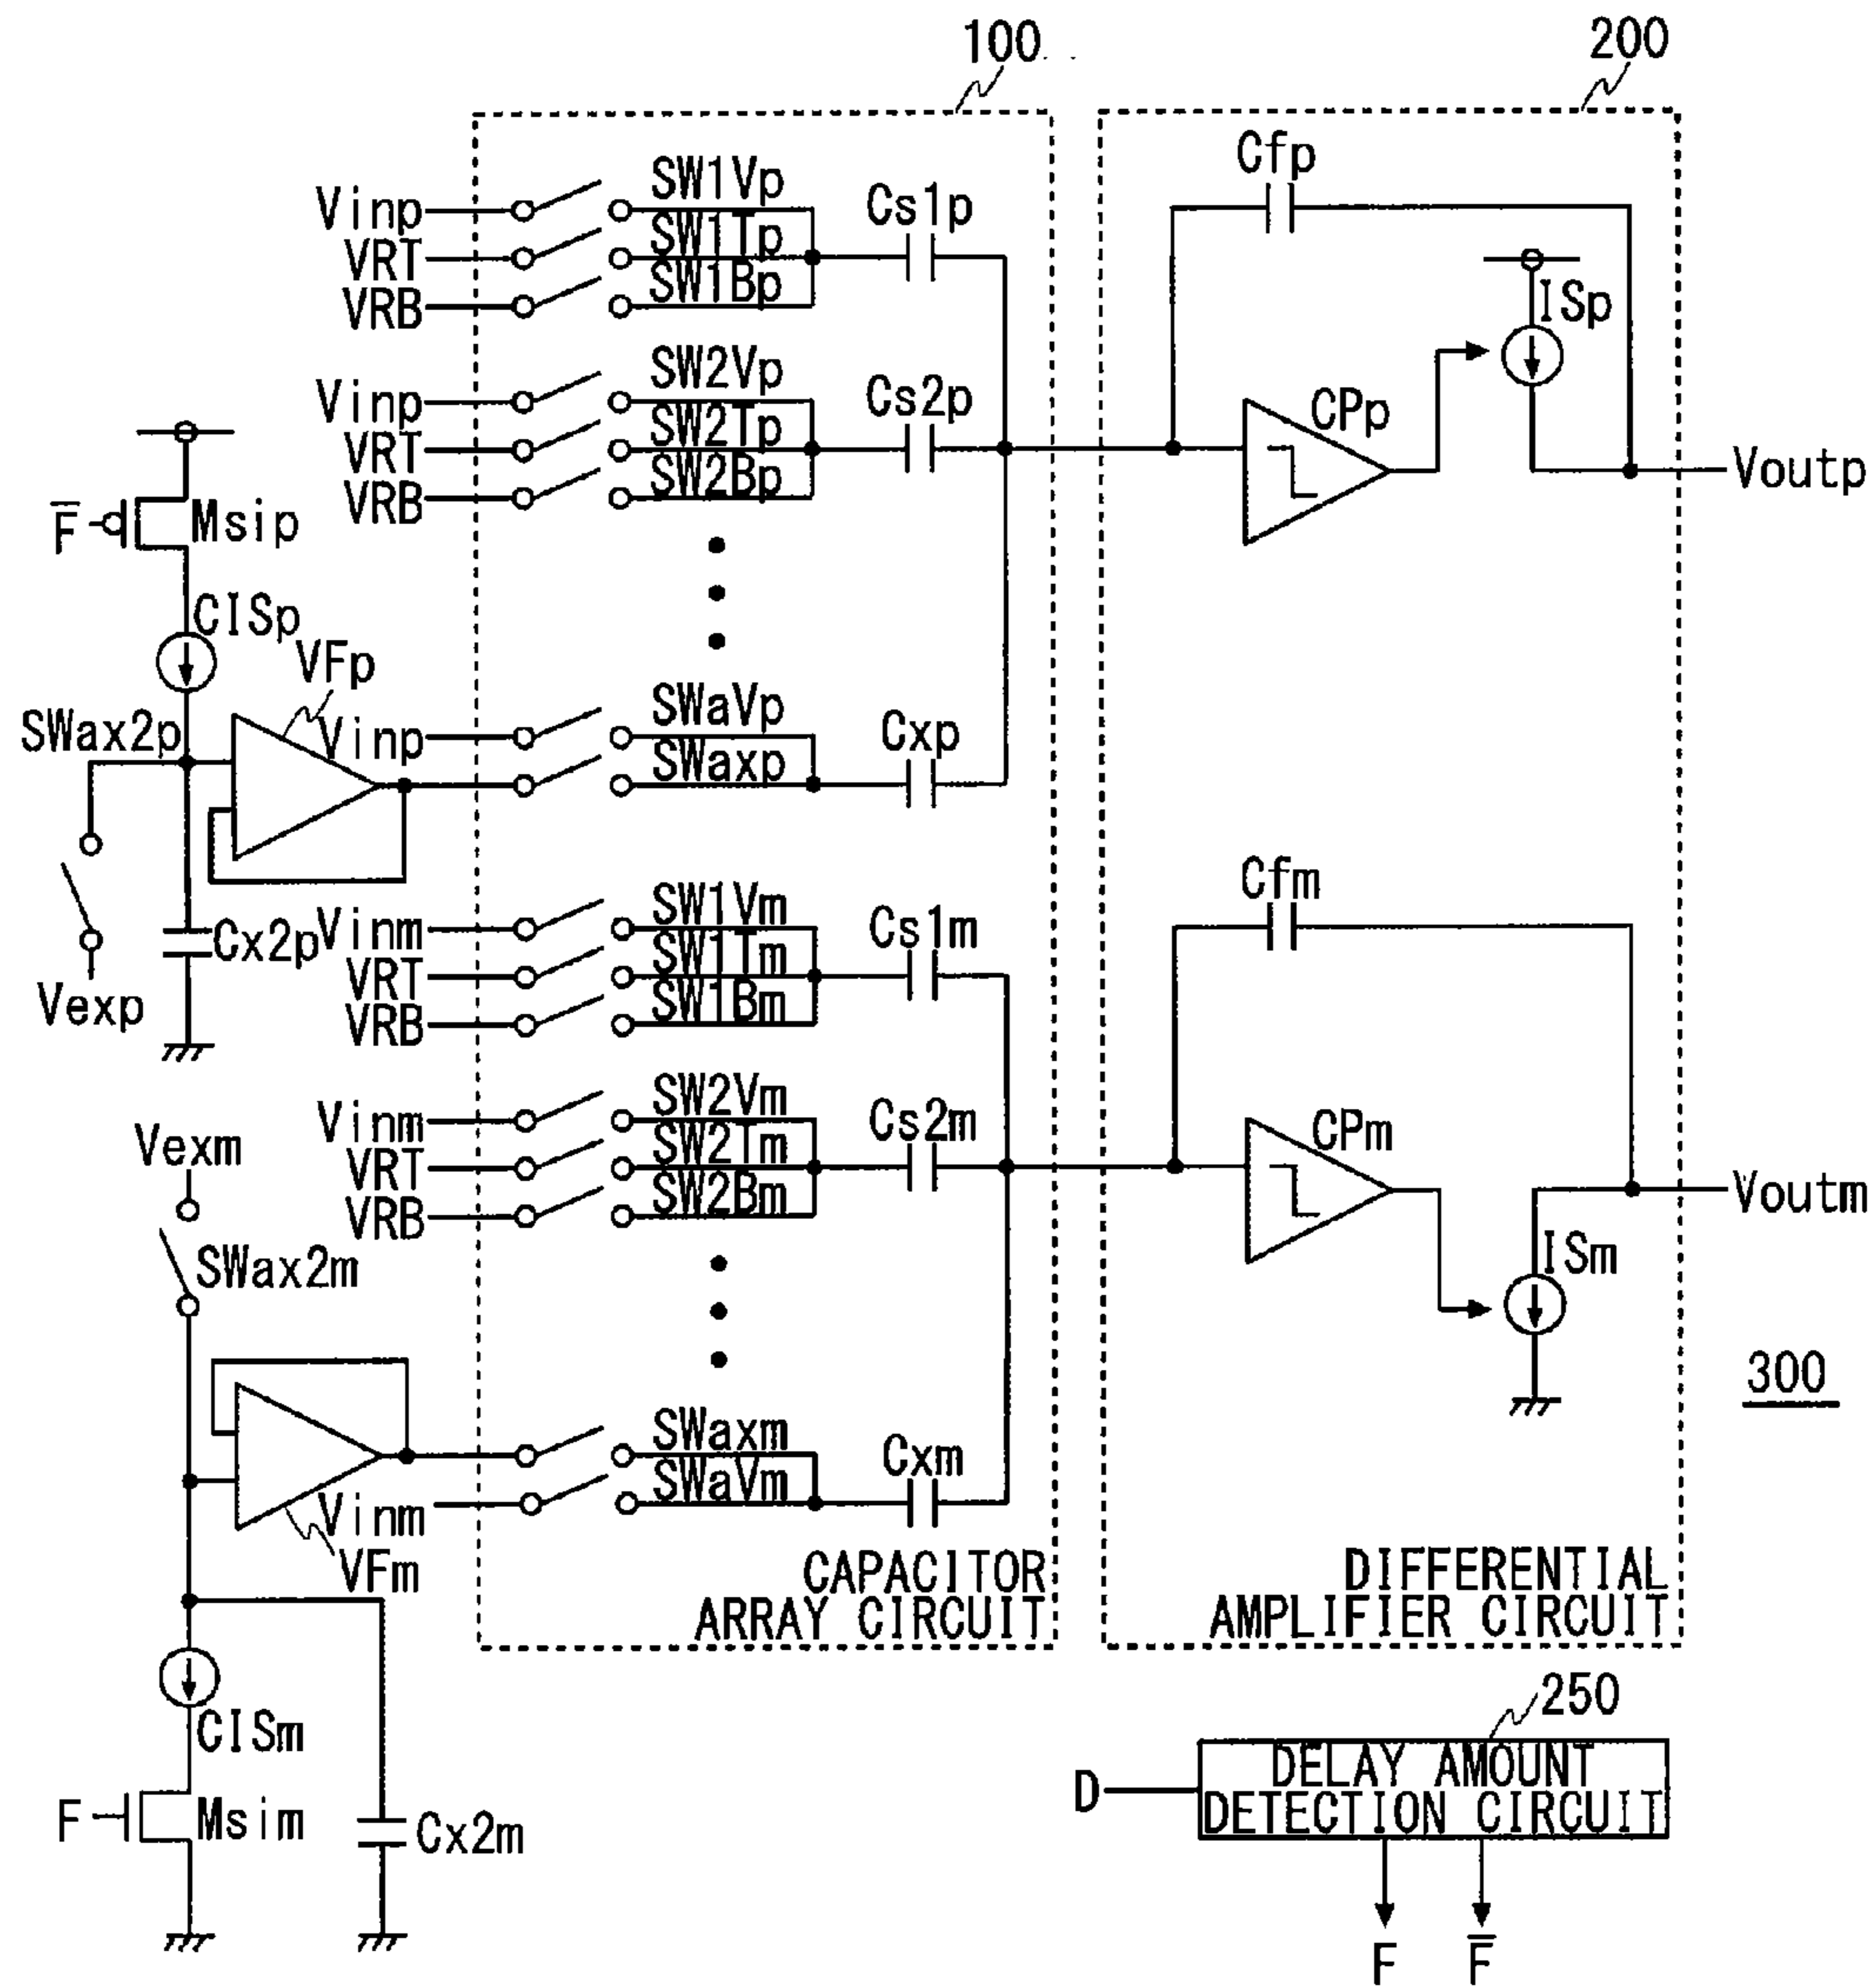 100
200
Vinp
VRT
VRB
SW1Vp
SW1Tp
SW1Bp
Cs1p
Cfp
ISp
Vinp
VRT
VRB
SW2Vp
SW2Tp
SW2Bp
Cs2p
CPp
Voutp
F̅
Msip
CISp
VFp
SWax2p
Vinp
SWaVp
SWaxp
Cxp
Cx2p
Vexp
Vinm
VRT
VRB
SW1Vm
SW1Tm
SW1Bm
Cs1m
Cfm
Vexm
SWax2m
Vinm
VRT
VRB
SW2Vm
SW2Tm
SW2Bm
Cs2m
CPm
Voutm
ISm
300
SWaxm
SWaVm
Cxm
Vinm
VFm
CAPACITOR
ARRAY CIRCUIT
DIFFERENTIAL
AMPLIFIER CIRCUIT
CISm
F
Msim
Cx2m
250
D
DELAY AMOUNT
DETECTION CIRCUIT
F
F̅